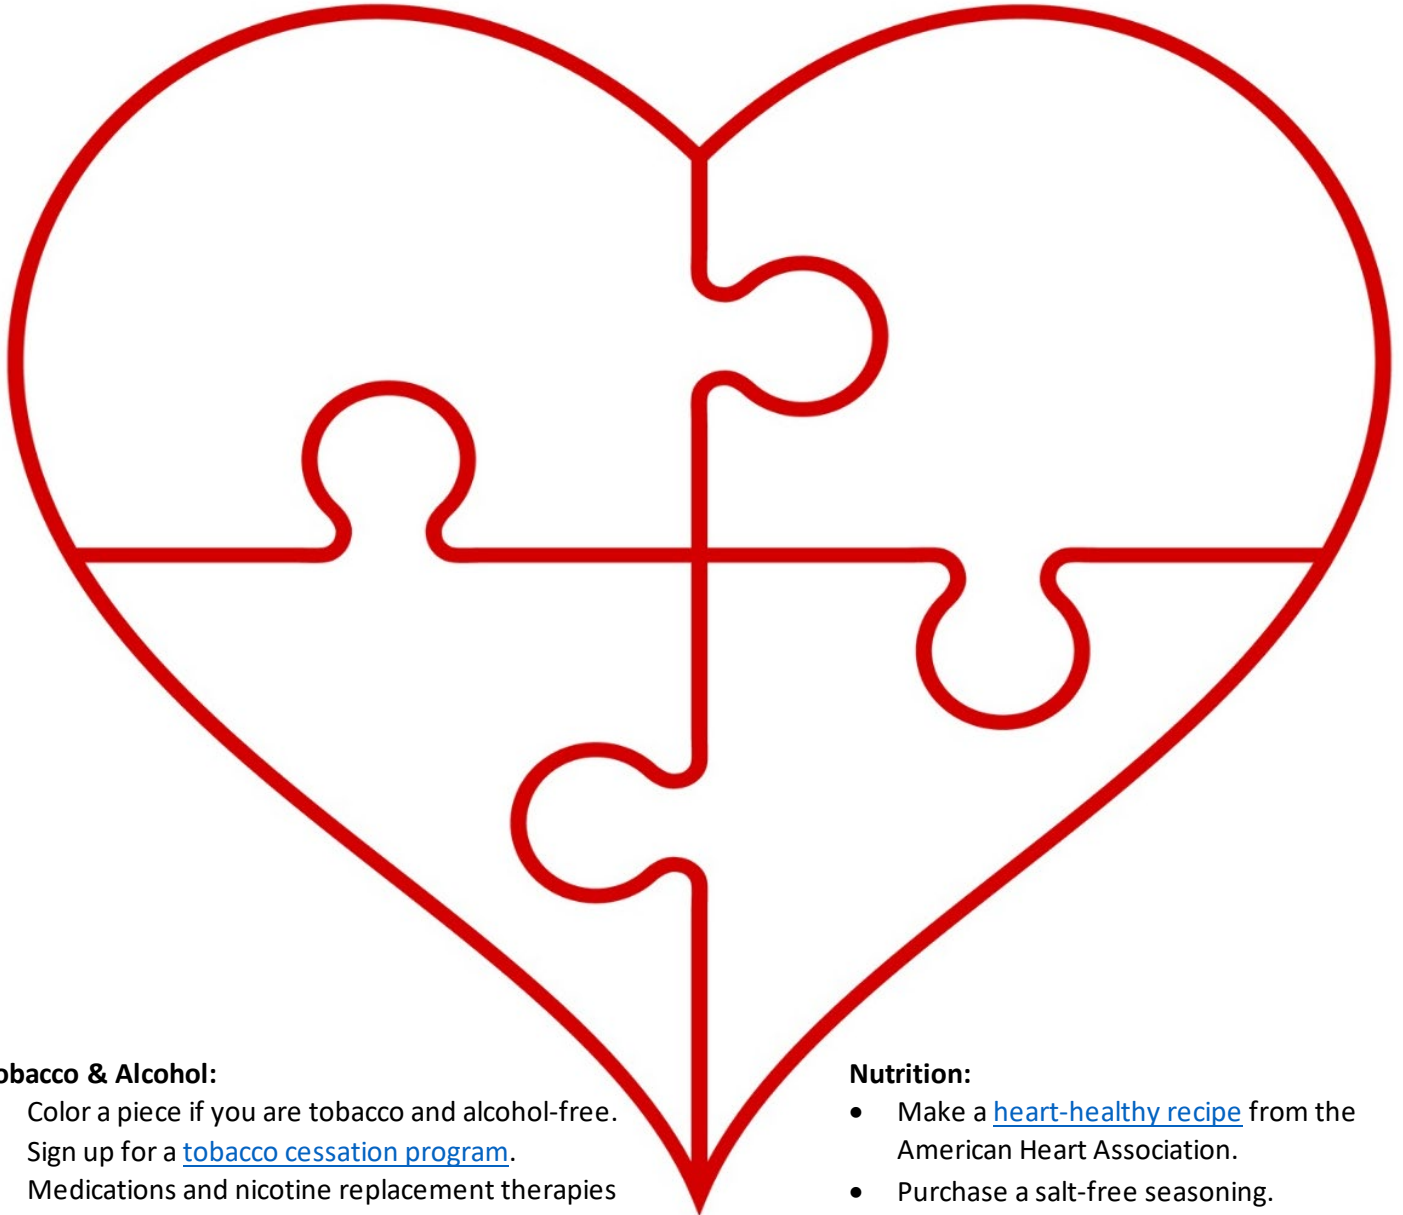 obacco & Alcohol:
Color a piece if you are tobacco and alcohol-free.
Sign up for a tobacco cessation program.
Medications and nicotine replacement therapies
Nutrition:
• Make a heart-healthy recipe from the
American Heart Association.
• Purchase a salt-free seasoning.